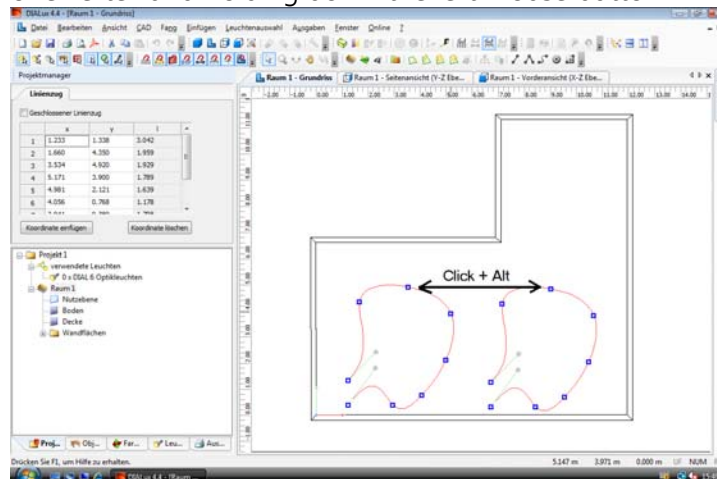 DIALux 4.4 - [Raum 1 - Grundriss]
Datei Bearbeiten Ansicht CAD Fang Einfügen Leuchtenauswahl Ausgaben Fenster Online ?
Projektmanager
Raum 1 - Grundriss Raum 1 - Seitenansicht (Y-Z Ebe... Raum 1 - Vorderansicht (X-Z Ebe...
Linienzug
Geschlossener Linienzug
x y l
1 1.233 1.338 3.042
2 1.660 4.350 1.959
3 3.534 4.920 1.929
4 5.171 3.900 1.789
5 4.981 2.121 1.639
6 4.056 0.768 1.178
Koordinate einfügen Koordinate löschen
Click + Alt
Projekt 1
verwendete Leuchten
0 x DIAL 6 Optikleuchten
Raum 1
Nutzebene
Boden
Decke
Wandflächen
Proj... Obj... Far... Leu... Aus...
Drücken Sie F1, um Hilfe zu erhalten. 5.147 m 3.971 m 0.000 m UF NUM
DIALux 4.4 - [Raum ...